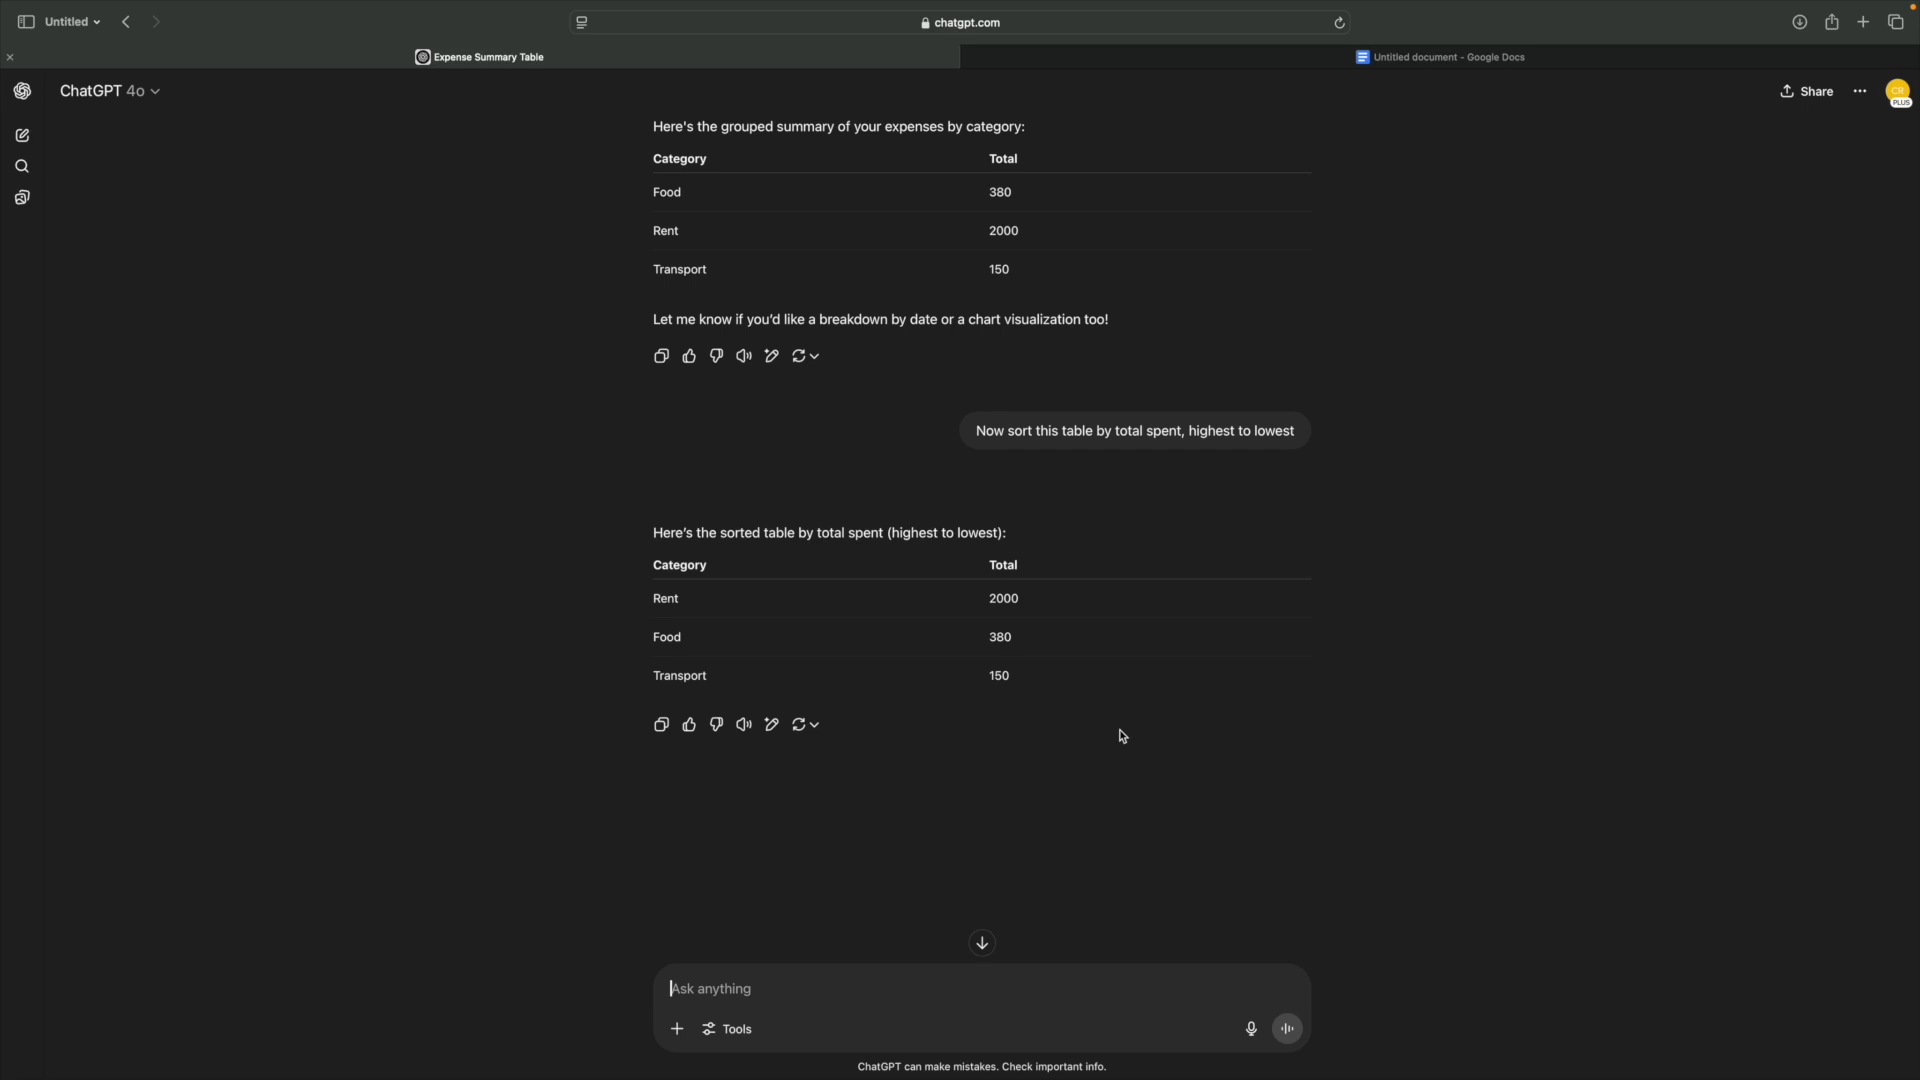 Untitled
chatgpt.com
Expense Summary Table
Untitled document - Google Docs
ChatGPT 4o
Share
CR
PLUS
Here's the grouped summary of your expenses by category:
Category Total
Food 380
Rent 2000
Transport 150
Let me know if you'd like a breakdown by date or a chart visualization too!
Now sort this table by total spent, highest to lowest
Here's the sorted table by total spent (highest to lowest):
Category Total
Rent 2000
Food 380
Transport 150
Ask anything
Tools
ChatGPT can make mistakes. Check important info.